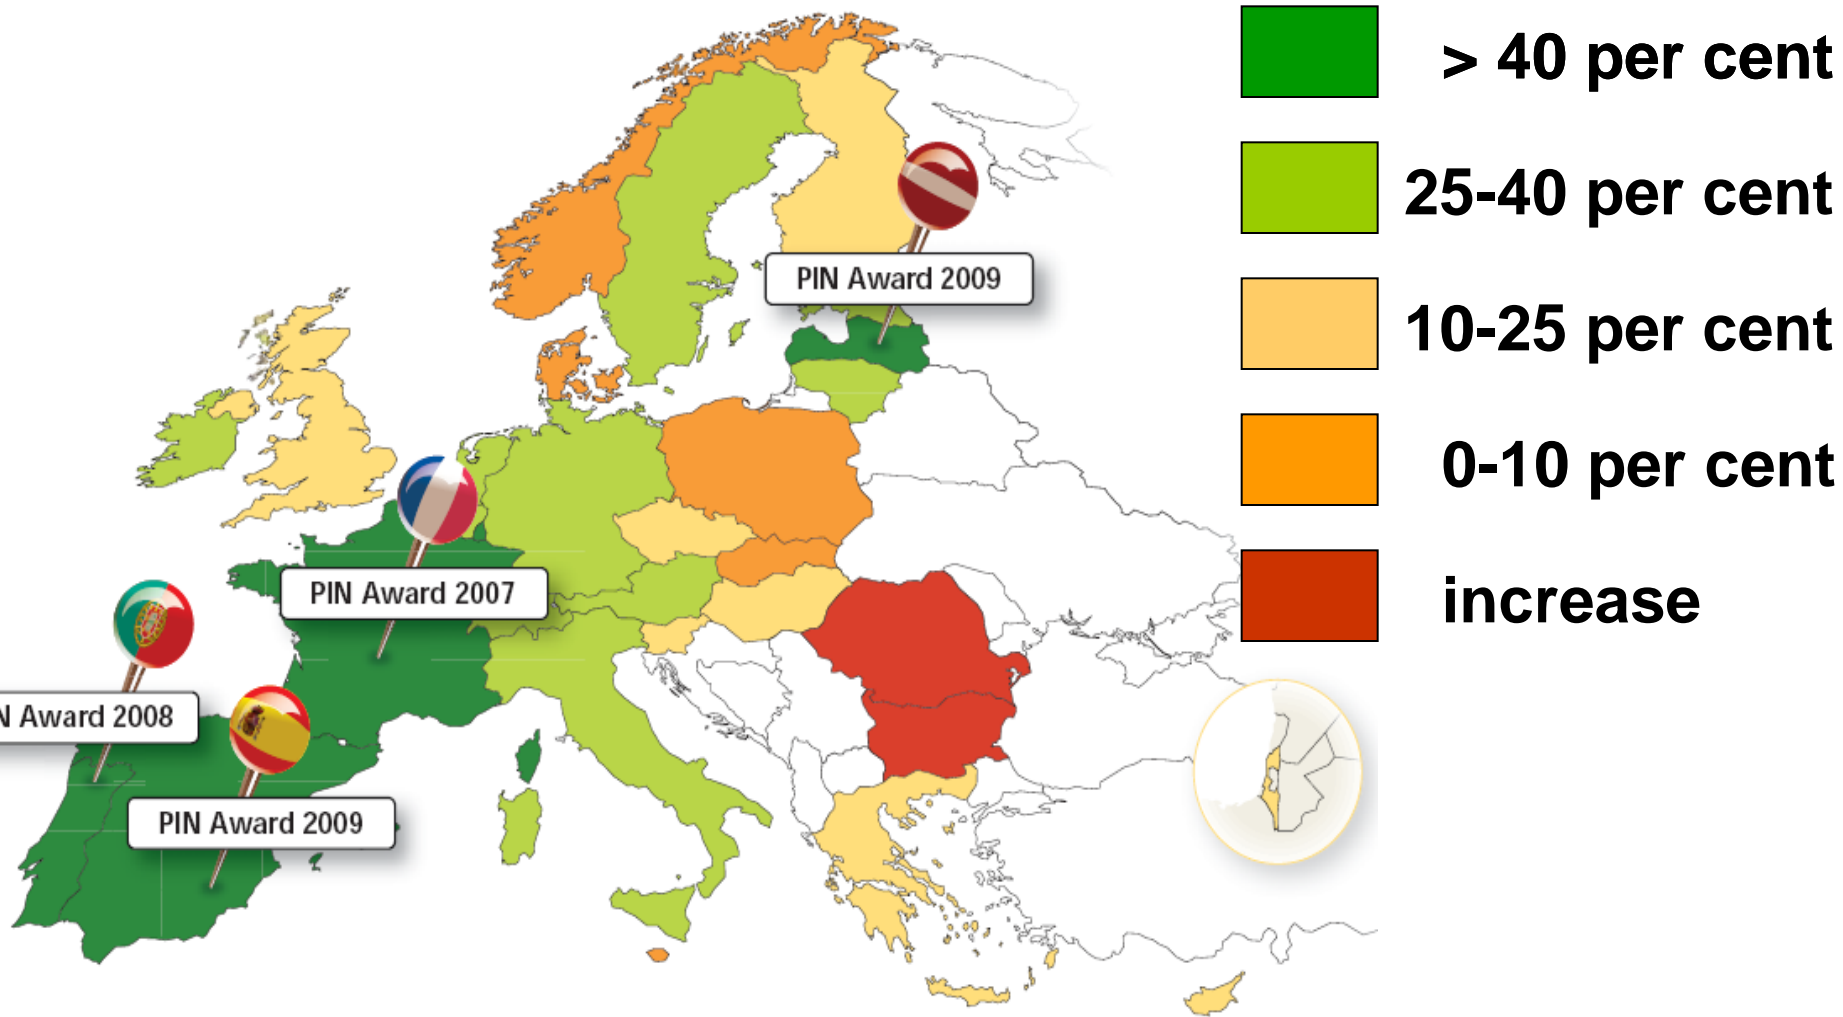 > 40 per cent
25-40 per cent
PIN Award 2009
10-25 per cent
0-10 per cent
PIN Award 2007
increase
N Award 2008
PIN Award 2009